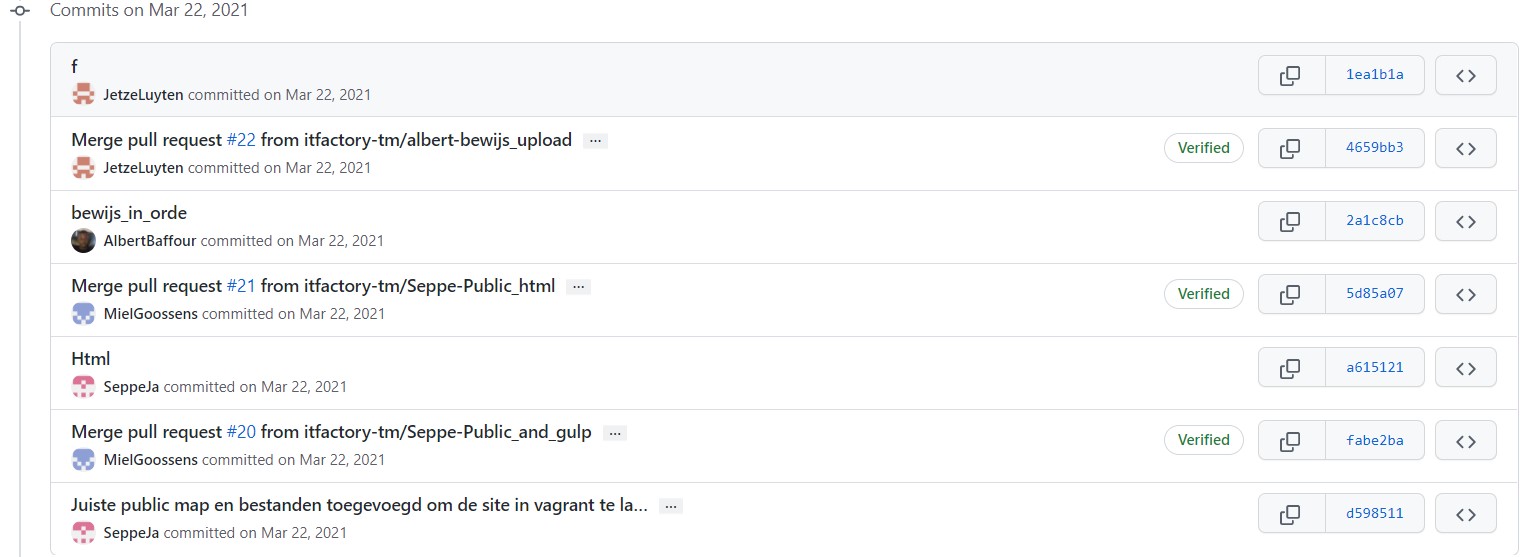 Commits on Mar 22, 2021
f
1ea1b1a
JetzeLuyten committed on Mar 22, 2021
Merge pull request #22 from itfactory-tm/albert-bewijs_upload ...
Verified 4659bb3
JetzeLuyten committed on Mar 22, 2021
bewijs_in_orde
2a1c8cb
AlbertBaffour committed on Mar 22, 2021
Merge pull request #21 from itfactory-tm/Seppe-Public_html ...
Verified 5d85a07
MielGoossens committed on Mar 22, 2021
Html
a615121
SeppeJa committed on Mar 22, 2021
Merge pull request #20 from itfactory-tm/Seppe-Public_and_gulp ...
Verified fabe2ba
MielGoossens committed on Mar 22, 2021
Juiste public map en bestanden toegevoegd om de site in vagrant te la... ...
d598511
SeppeJa committed on Mar 22, 2021